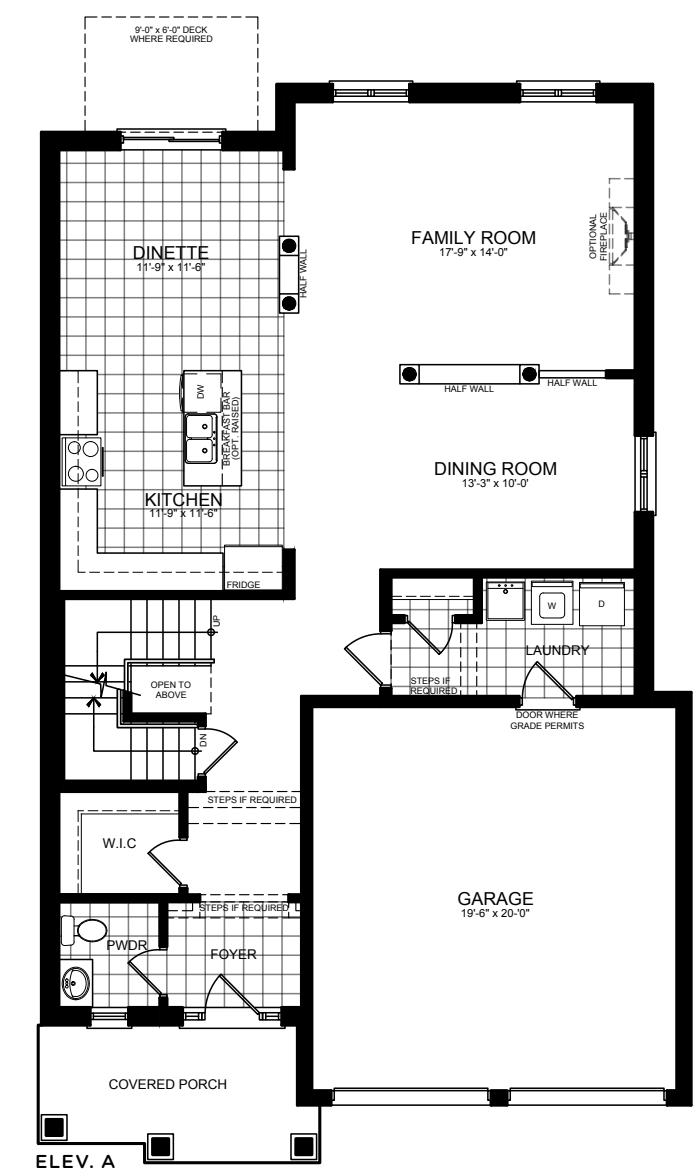 9'-0" x 6'-0" DECK
WHERE REQUIRED
DINETTE
11'-9" x 11'-6"
HALF WALL
FAMILY ROOM
17'-9" x 14'-0"
OPTIONAL
FIREPLACE
HALF WALL
HALF WALL
DW
BREAKFAST BAR
(OPT. RAISED)
DINING ROOM
13'-3" x 10'-0'
KITCHEN
11'-9" x 11'-6"
FRIDGE
UP
OPEN TO
ABOVE
DN
W
D
LAUNDRY
STEPS IF
REQUIRED
DOOR WHERE
GRADE PERMITS
STEPS IF REQUIRED
W.I.C
STEPS IF REQUIRED
PWDR
FOYER
GARAGE
19'-6" x 20-'0"
COVERED PORCH
ELEV. A